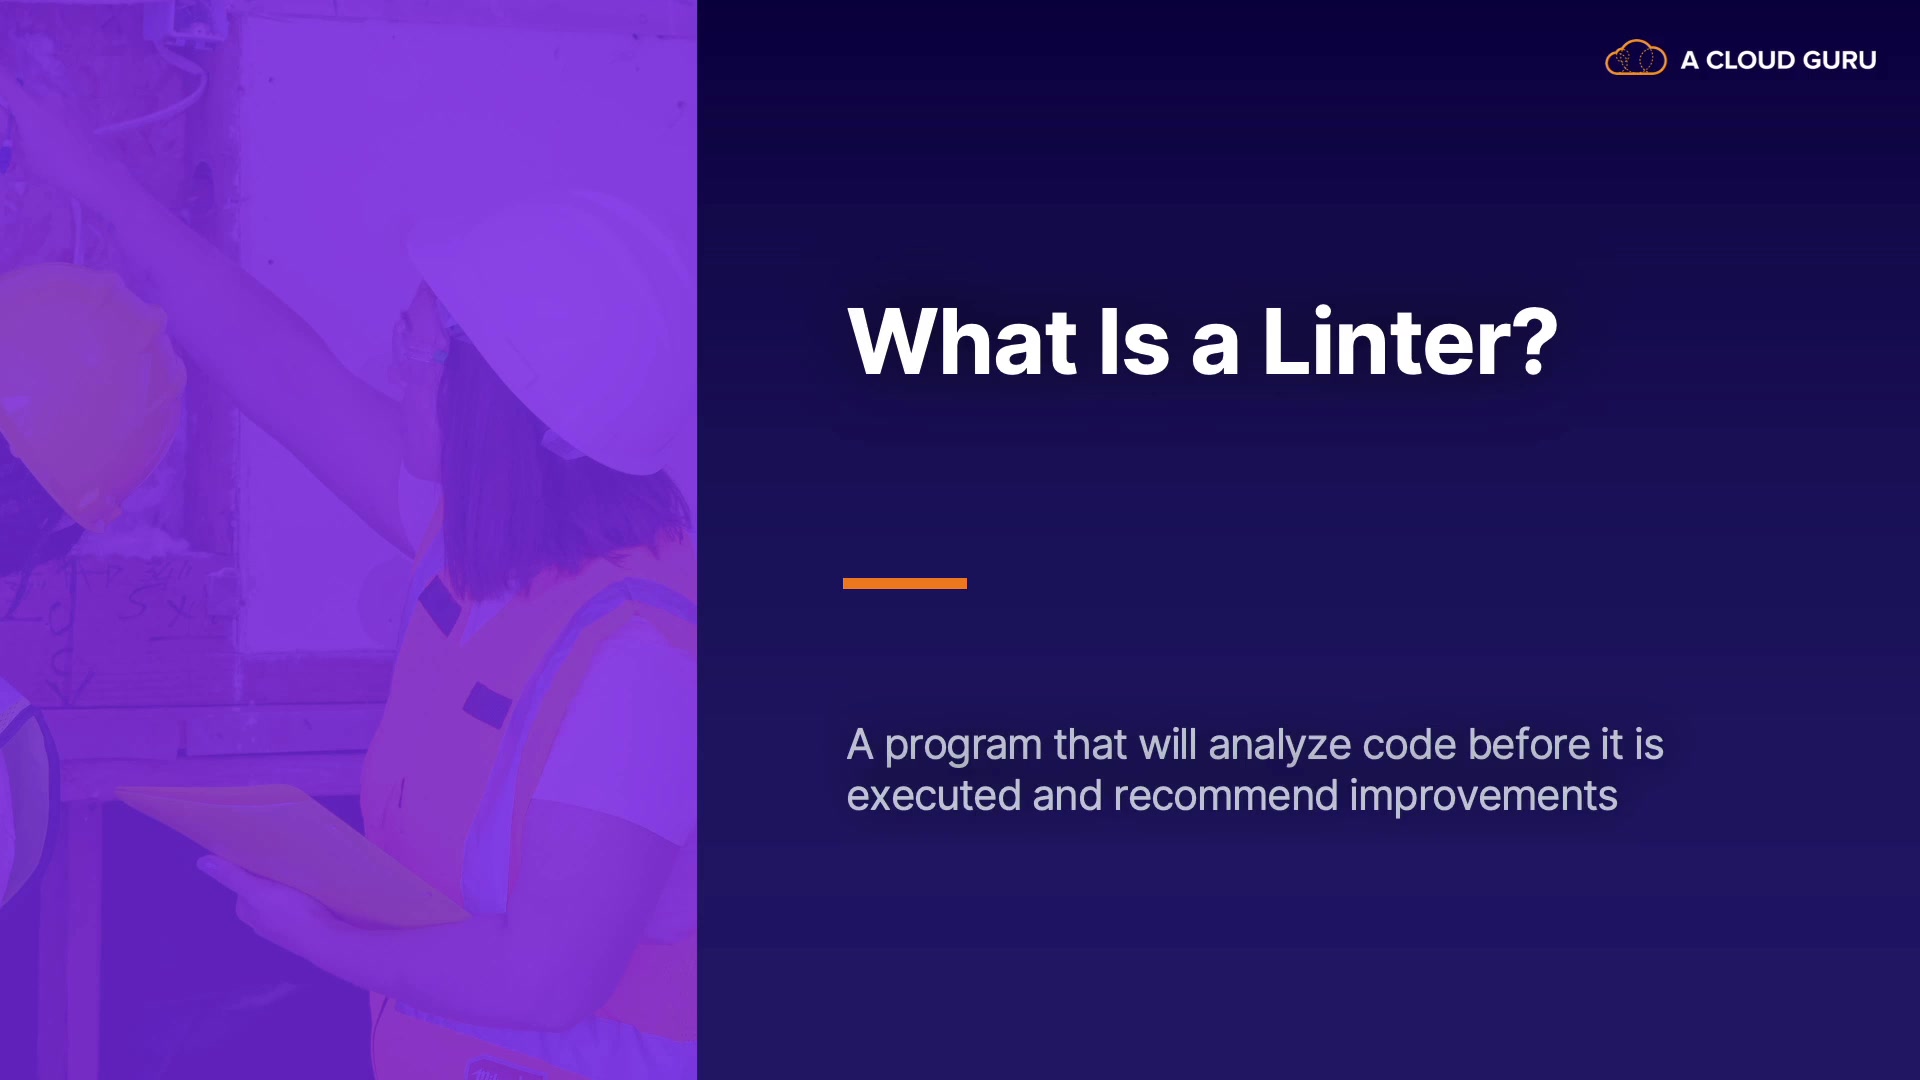 A CLOUD GURU
What Is a Linter?
A program that will analyze code before it is
executed and recommend improvements